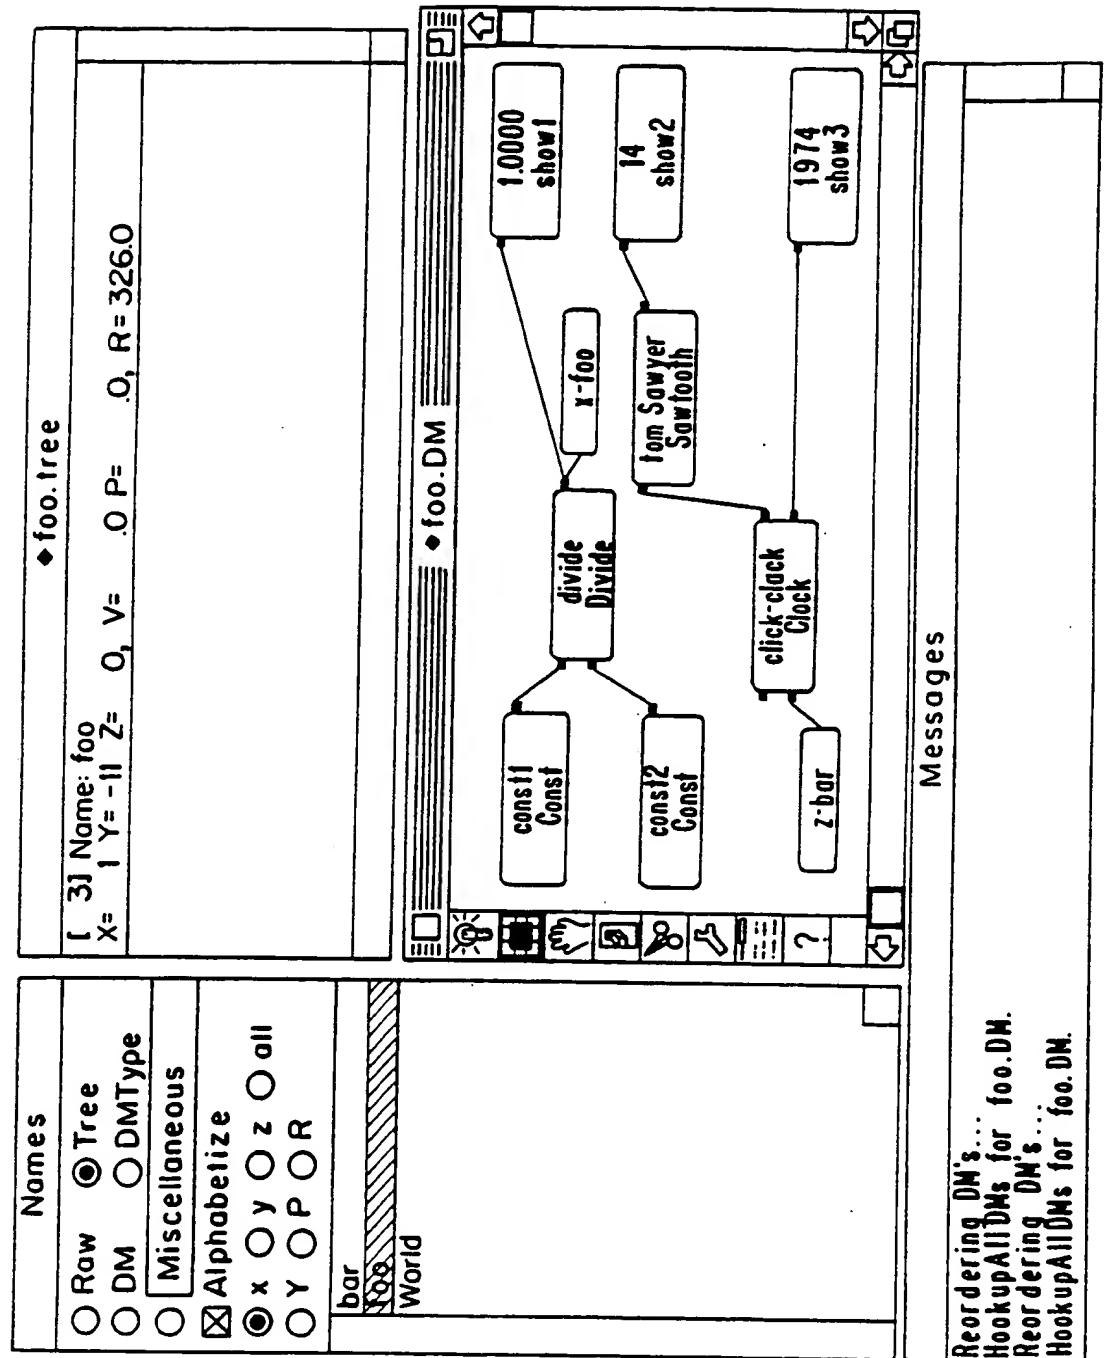 Names
Raw Tree
DM DMType
Miscellaneous
Alphabetize
x y z all
Y P R
bar
foo
World
◆foo.tree
[ 3] Name: foo
X= 1 Y= -11 Z= 0, V= .0 P= .0, R= 326.0
◆foo.DM
?
const1
Const
const2
Const
z-bar
divide
Divide
click-clack
Clock
x-foo
tom Sawyer
Sawtooth
1.0000
show1
14
show2
1974
show3
Messages
Reordering DM's...
HookupAllDMs for foo.DM.
Reordering DM's...
HookupAllDMs for foo.DM.